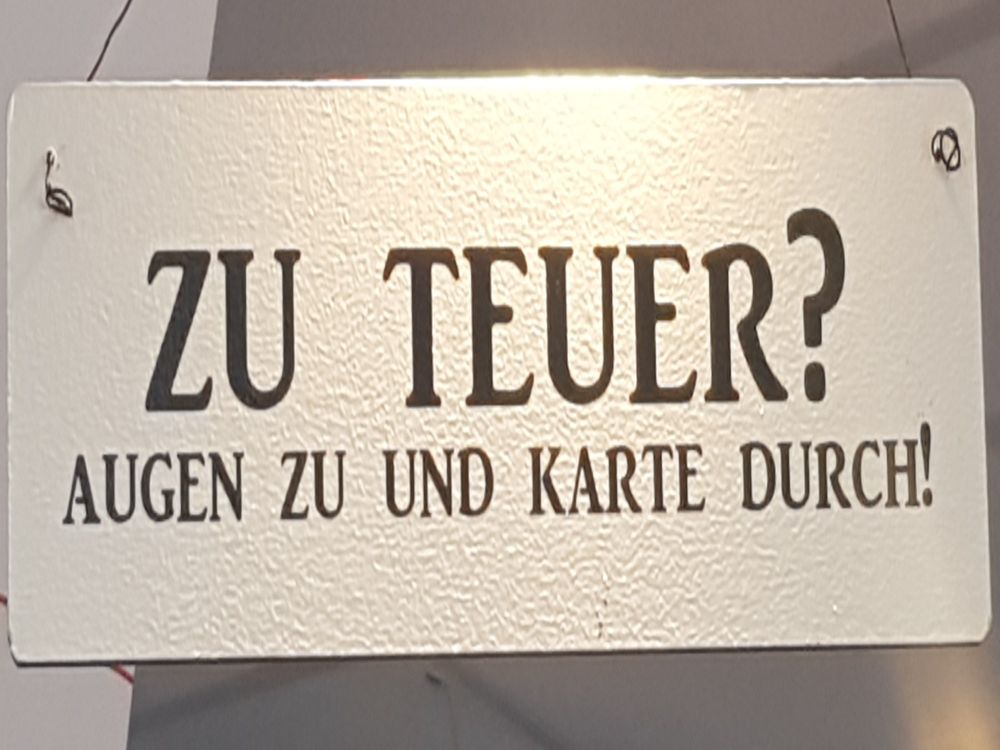 ZU TEUER?
AUGEN ZU UND KARTE DURCH!